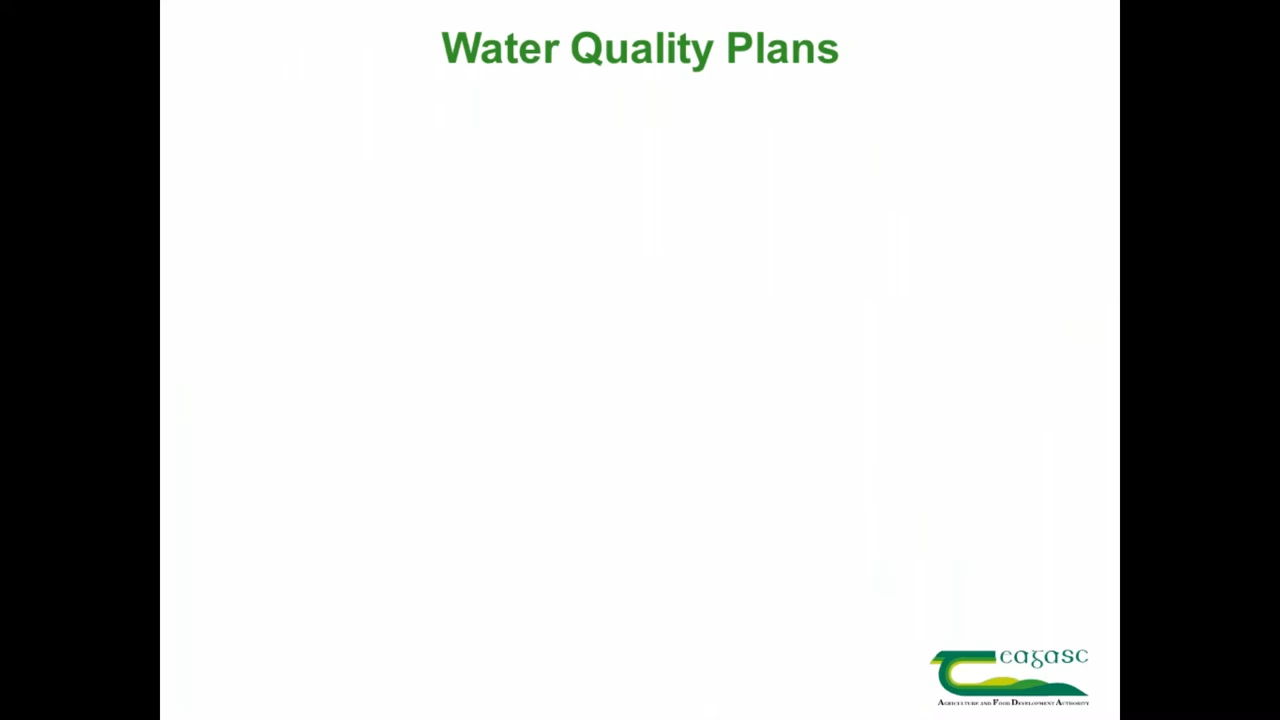 Water Quality Plans
Teagasc
AGRICULTURE AND FOOD DEVELOPMENT AUTHORITY